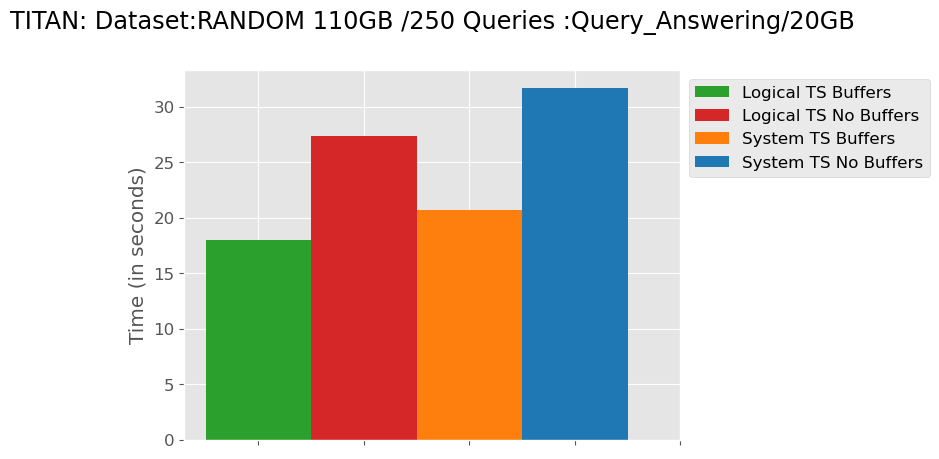 TITAN: Dataset:RANDOM 110GB /250 Queries :Query_Answering/20GB
Logical TS Buffers
Logical TS No Buffers
System TS Buffers
System TS No Buffers
Time (in seconds)
30
25
20
15
10
5
0